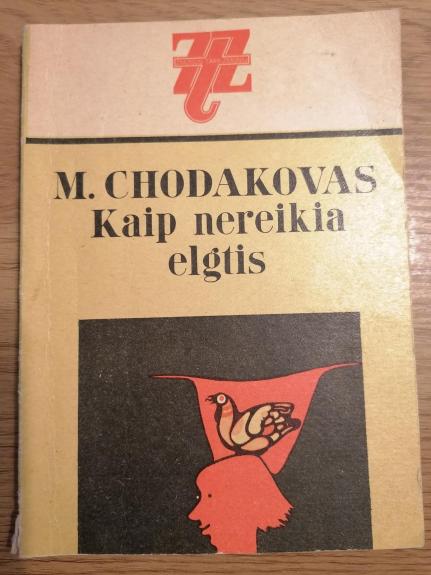 M. CHODAKOVAS
Kaip nereikia
elgtis